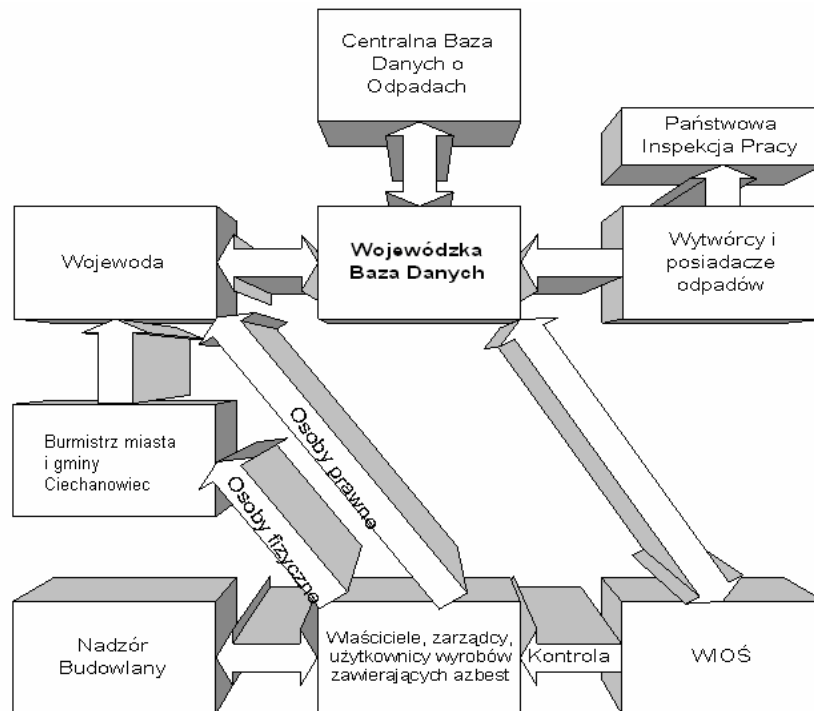 Centralna Baza
Danych o
Odpadach
Państwowa
Inspekcja Pracy
Wojewoda
Wojewódzka
Baza Danych
Wytwórcy i
posiadacze
odpadów
Burmistrz miasta
i gminy
Ciechanowiec
Osoby prawne
Osoby fizyczne
Nadzór
Budowlany
Właściciele, zarządcy,
użytkownicy wyrobów
zawierających azbest
Kontrola
WIOŚ